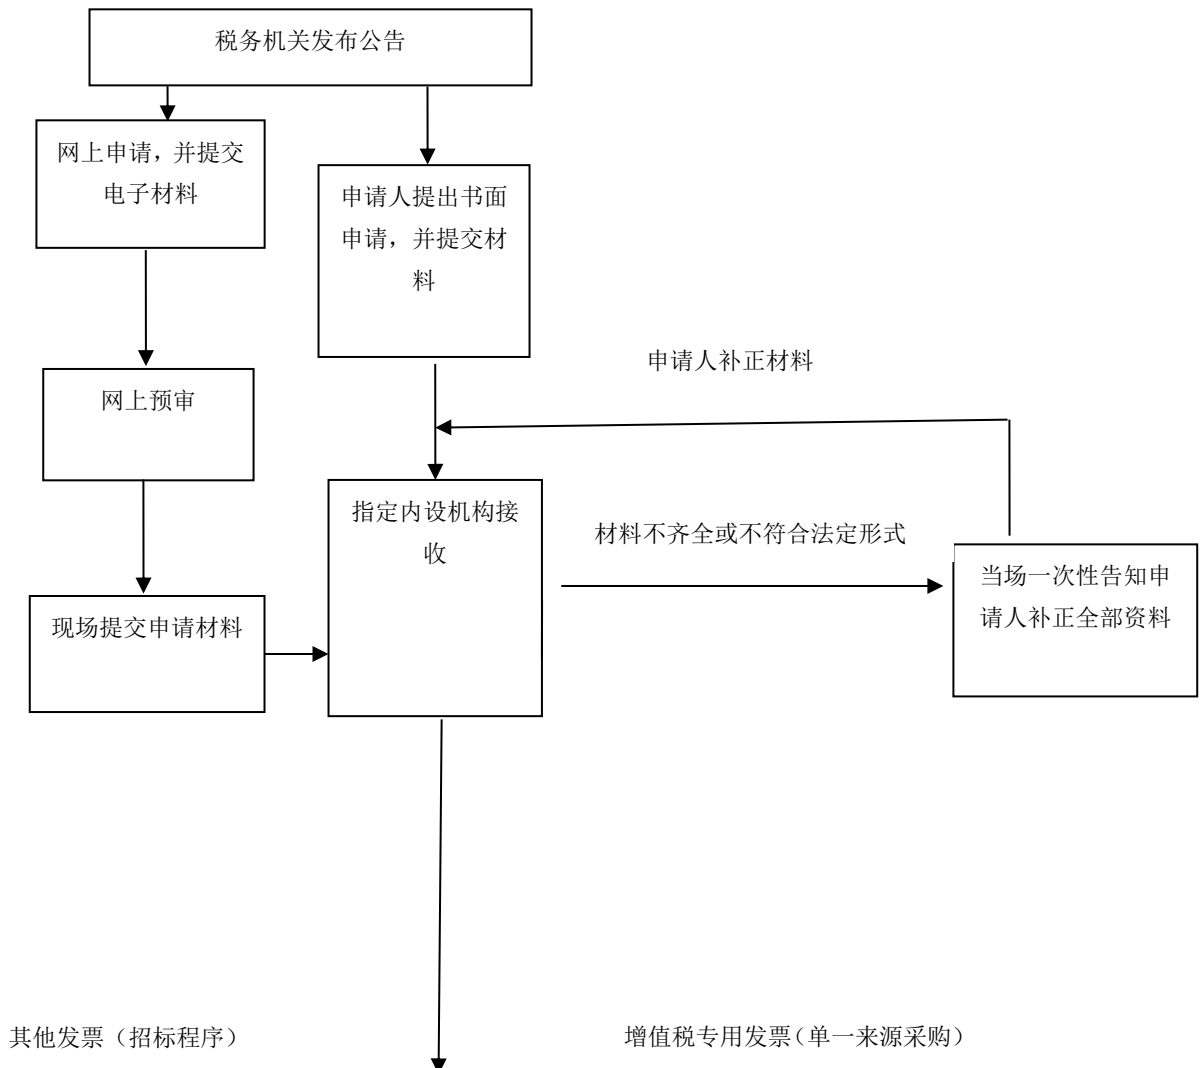 税务机关发布公告
网上申请，并提交
电子材料
申请人提出书面
申请，并提交材
料
申请人补正材料
网上预审
指定内设机构接
收
材料不齐全或不符合法定形式
当场一次性告知申
请人补正全部资料
现场提交申请材料
其他发票（招标程序）
增值税专用发票（单一来源采购）